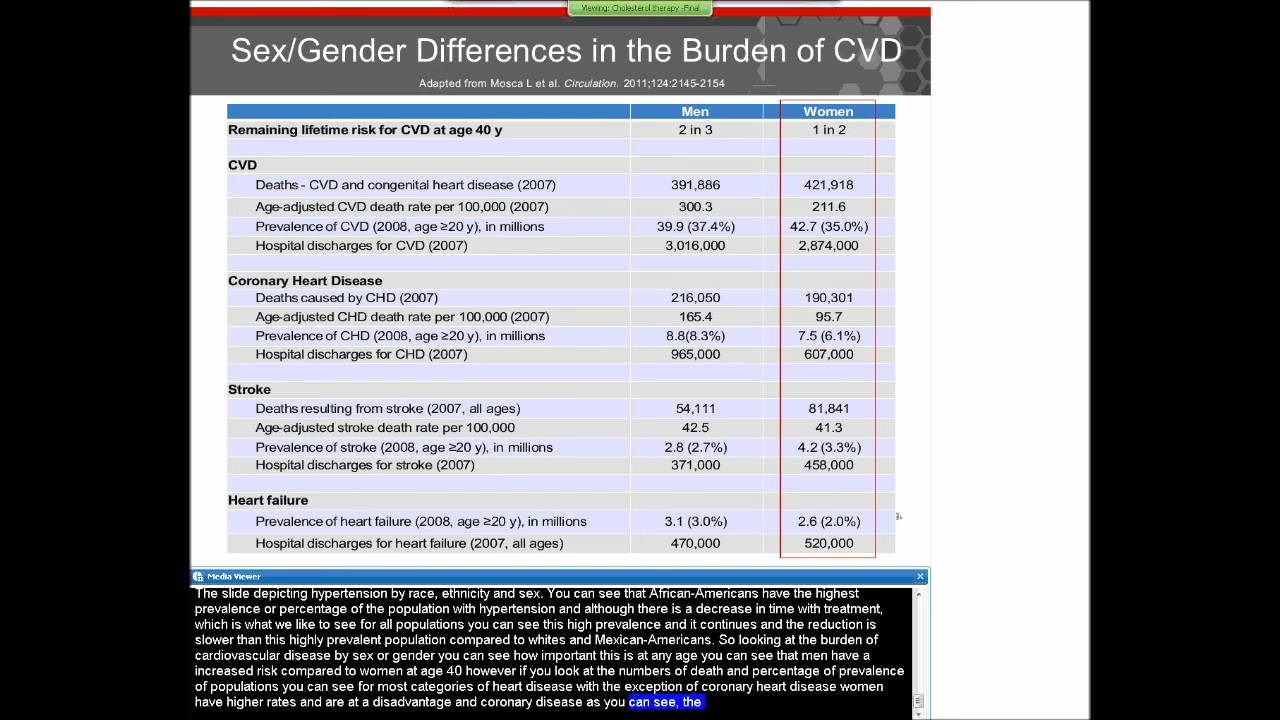 Viewing: Cholesterol therapy -Final
Sex/Gender Differences in the Burden of CVD
Adapted from Mosca L et al. Circulation. 2011;124:2145-2154
Men Women
Remaining lifetime risk for CVD at age 40 y 2 in 3 1 in 2
CVD
Deaths - CVD and congenital heart disease (2007) 391,886 421,918
Age-adjusted CVD death rate per 100,000 (2007) 300.3 211.6
Prevalence of CVD (2008, age ≥20 y), in millions 39.9 (37.4%) 42.7 (35.0%)
Hospital discharges for CVD (2007) 3,016,000 2,874,000
Coronary Heart Disease
Deaths caused by CHD (2007) 216,050 190,301
Age-adjusted CHD death rate per 100,000 (2007) 165.4 95.7
Prevalence of CHD (2008, age ≥20 y), in millions 8.8(8.3%) 7.5 (6.1%)
Hospital discharges for CHD (2007) 965,000 607,000
Stroke
Deaths resulting from stroke (2007, all ages) 54,111 81,841
Age-adjusted stroke death rate per 100,000 42.5 41.3
Prevalence of stroke (2008, age ≥20 y), in millions 2.8 (2.7%) 4.2 (3.3%)
Hospital discharges for stroke (2007) 371,000 458,000
Heart failure
Prevalence of heart failure (2008, age ≥20 y), in millions 3.1 (3.0%) 2.6 (2.0%)
Hospital discharges for heart failure (2007, all ages) 470,000 520,000
Media Viewer
The slide depicting hypertension by race, ethnicity and sex. You can see that African-Americans have the highest
prevalence or percentage of the population with hypertension and although there is a decrease in time with treatment,
which is what we like to see for all populations you can see this high prevalence and it continues and the reduction is
slower than this highly prevalent population compared to whites and Mexican-Americans. So looking at the burden of
cardiovascular disease by sex or gender you can see how important this is at any age you can see that men have a
increased risk compared to women at age 40 however if you look at the numbers of death and percentage of prevalence
of populations you can see for most categories of heart disease with the exception of coronary heart disease women
have higher rates and are at a disadvantage and coronary disease as you can see, the